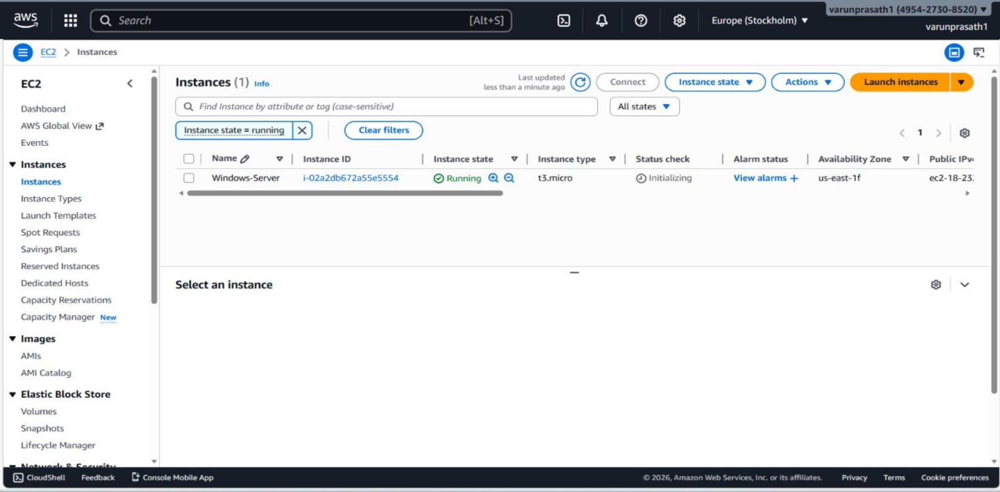 aws
Search [Alt+S]
Europe (Stockholm) ▼
varunprasath1 (4954-2730-8520) ▼
varunprasath1
EC2 > Instances
EC2
Dashboard
AWS Global View
Events
Instances
Instances
Instance Types
Launch Templates
Spot Requests
Savings Plans
Reserved Instances
Dedicated Hosts
Capacity Reservations
Capacity Manager New
Images
AMIs
AMI Catalog
Elastic Block Store
Volumes
Snapshots
Lifecycle Manager
Network & Security
Instances (1) Info
Last updated
less than a minute ago
Connect
Instance state ▼
Actions ▼
Launch instances
Find Instance by attribute or tag (case-sensitive)
All states ▼
Instance state = running
Clear filters
< 1 >
Name Instance ID Instance state Instance type Status check Alarm status Availability Zone Public IPv
Windows-Server i-02a2db672a55e5554 Running t3.micro Initializing View alarms + us-east-1f ec2-18-23
Select an instance
CloudShell Feedback Console Mobile App © 2026, Amazon Web Services, Inc. or its affiliates. Privacy Terms Cookie preferences